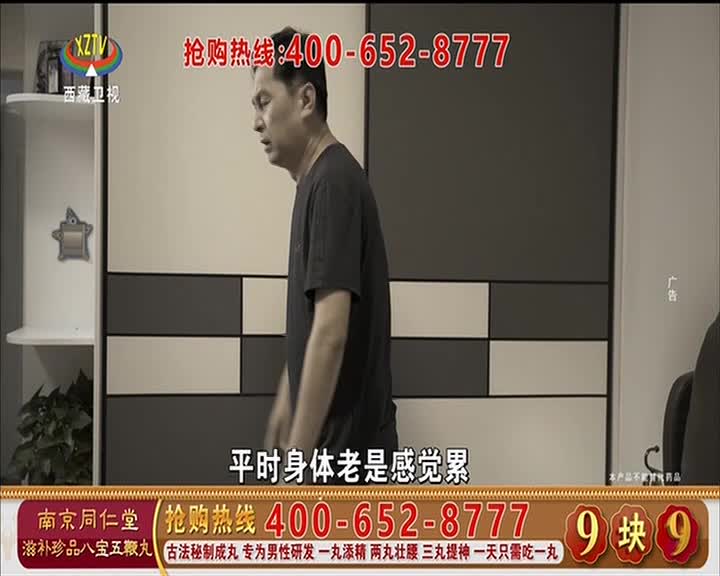 抢购热线:400-652-8777
XZTV
西藏卫视
广告
平时身体老是感觉累
本产品不能替代药品
南京同仁堂
滋补珍品八宝五鞭丸
抢购热线 400-652-8777
古法秘制成丸 专为男性研发 一丸添精 两丸壮腰 三丸提神 一天只需吃一丸
9块9